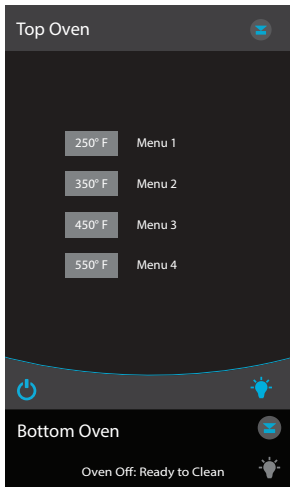 Top Oven
250° F Menu 1
350° F Menu 2
450° F Menu 3
550° F Menu 4
Bottom Oven
Oven Off: Ready to Clean